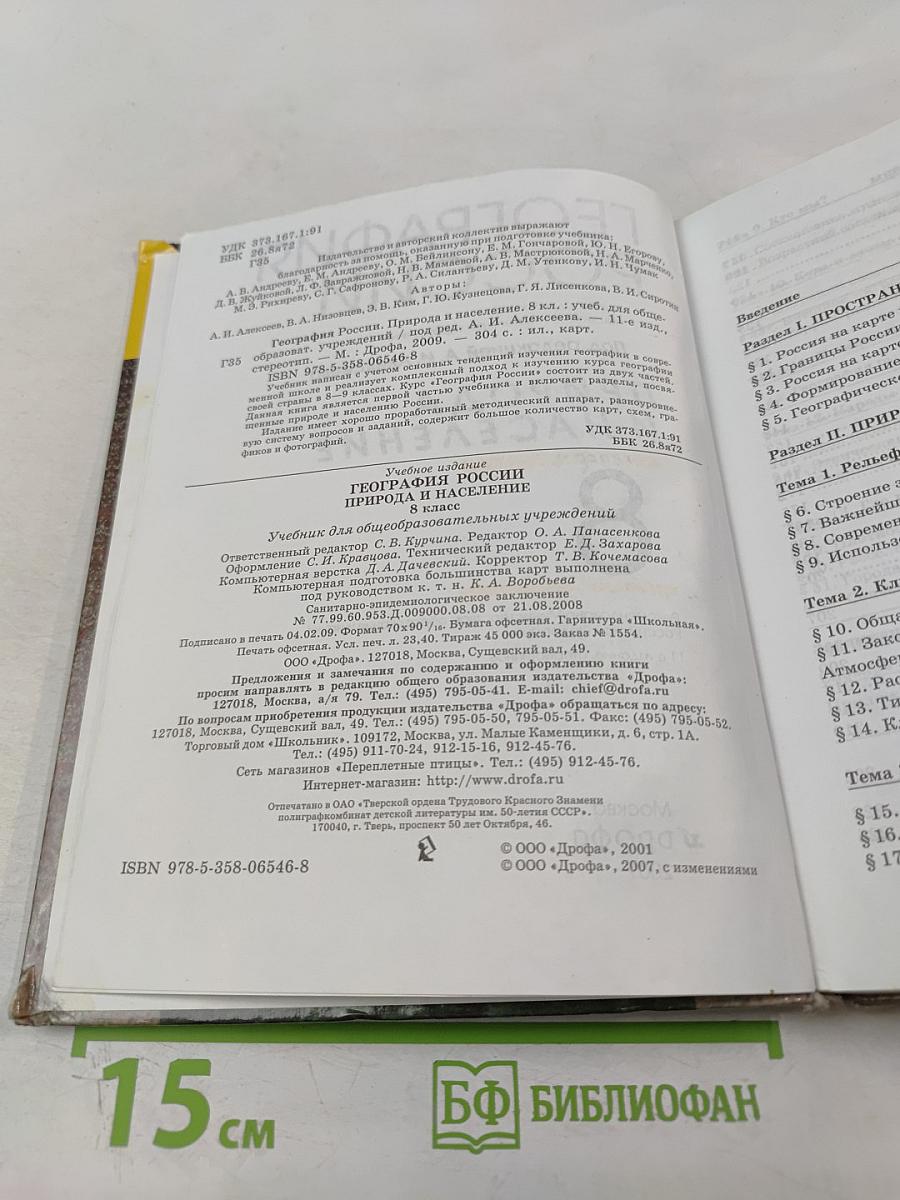 УДК 373.167.1:91
ББК 26.8я72
Г35
Издательство и авторский коллектив выражают
благодарность за помощь, оказанную при подготовке учебника:
А. В. Андрееву, Е. М. Андрееву, О. М. Бейлинсону, Е. М. Гончаровой, Ю. Н. Егорову,
Д. В. Жуйковой, Л. Ф. Завражновой, Н. В. Мамаевой, А. В. Мастрюковой, Н. А. Марченко,
М. Э. Рихиреву, С. Г. Сафронову, Р. А. Силантьеву, Д. М. Утенкову, И. Н. Чумак
Авторы:
А. И. Алексеев, В. А. Низовцев, Э. В. Ким, Г. Ю. Кузнецова, Г. Я. Лисенкова, В. И. Сиротин
География России. Природа и население. 8 кл. : учеб. для обще-
Г35 образоват. учреждений / под ред. А. И. Алексеева. — 11-е изд.,
стереотип. — М. : Дрофа, 2009. — 304 с. : ил., карт.
ISBN 978-5-358-06546-8
Учебник написан с учетом основных тенденций изучения географии в совре-
менной школе и реализует комплексный подход к изучению курса географии
своей страны в 8—9 классах. Курс «География России» состоит из двух частей.
Данная книга является первой частью учебника и включает разделы, посвя-
щенные природе и населению России.
Издание имеет хорошо проработанный методический аппарат, разноуровне-
вую систему вопросов и заданий, содержит большое количество карт, схем, гра-
фиков и фотографий.
УДК 373.167.1:91
ББК 26.8я72
Учебное издание
ГЕОГРАФИЯ РОССИИ
ПРИРОДА И НАСЕЛЕНИЕ
8 класс
Учебник для общеобразовательных учреждений
Ответственный редактор С. В. Курчина. Редактор О. А. Панасенкова
Оформление С. И. Кравцова. Технический редактор Е. Д. Захарова
Компьютерная верстка Д. А. Дачевский. Корректор Т. В. Кочемасова
Компьютерная подготовка большинства карт выполнена
под руководством к. т. н. К. А. Воробьева
Санитарно-эпидемиологическое заключение
№ 77.99.60.953.Д.009000.08.08 от 21.08.2008
Подписано в печать 04.02.09. Формат 70×90 1/16. Бумага офсетная. Гарнитура «Школьная».
Печать офсетная. Усл. печ. л. 23,40. Тираж 45 000 экз. Заказ № 1554.
ООО «Дрофа». 127018, Москва, Сущевский вал, 49.
Предложения и замечания по содержанию и оформлению книги
просим направлять в редакцию общего образования издательства «Дрофа»:
127018, Москва, а/я 79. Тел.: (495) 795-05-41. E-mail: chief@drofa.ru
По вопросам приобретения продукции издательства «Дрофа» обращаться по адресу:
127018, Москва, Сущевский вал, 49. Тел.: (495) 795-05-50, 795-05-51. Факс: (495) 795-05-52.
Торговый дом «Школьник». 109172, Москва, ул. Малые Каменщики, д. 6, стр. 1А.
Тел.: (495) 911-70-24, 912-15-16, 912-45-76.
Сеть магазинов «Переплетные птицы». Тел.: (495) 912-45-76.
Интернет-магазин: http://www.drofa.ru
Отпечатано в ОАО «Тверской ордена Трудового Красного Знамени
полиграфкомбинат детской литературы им. 50-летия СССР».
170040, г. Тверь, проспект 50 лет Октября, 46.
© ООО «Дрофа», 2001
ISBN 978-5-358-06546-8 © ООО «Дрофа», 2007, с изменениями
Введение
Раздел I. ПРОСТРАН
§ 1. Россия на карте
§ 2. Границы России
§ 3. Россия на карте
§ 4. Формирование
§ 5. Географическое
Раздел II. ПРИР
Тема 1. Рельеф
§ 6. Строение з
§ 7. Важнейш
§ 8. Современ
§ 9. Использо
Тема 2. Кли
§ 10. Обща
§ 11. Зако
Атмосфер
§ 12. Рас
§ 13. Ти
§ 14. Кл
Тема
§ 15.
§ 16.
§ 17
15 см
БФ БИБЛИОФАН